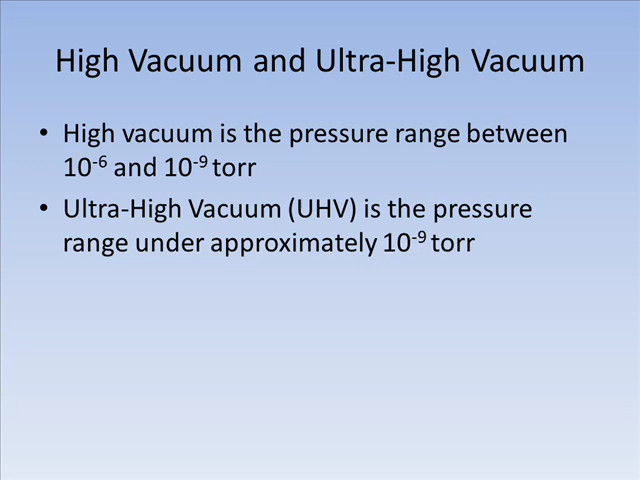 High Vacuum and Ultra-High Vacuum
• High vacuum is the pressure range between
10⁻⁶ and 10⁻⁹ torr
• Ultra-High Vacuum (UHV) is the pressure
range under approximately 10⁻⁹ torr